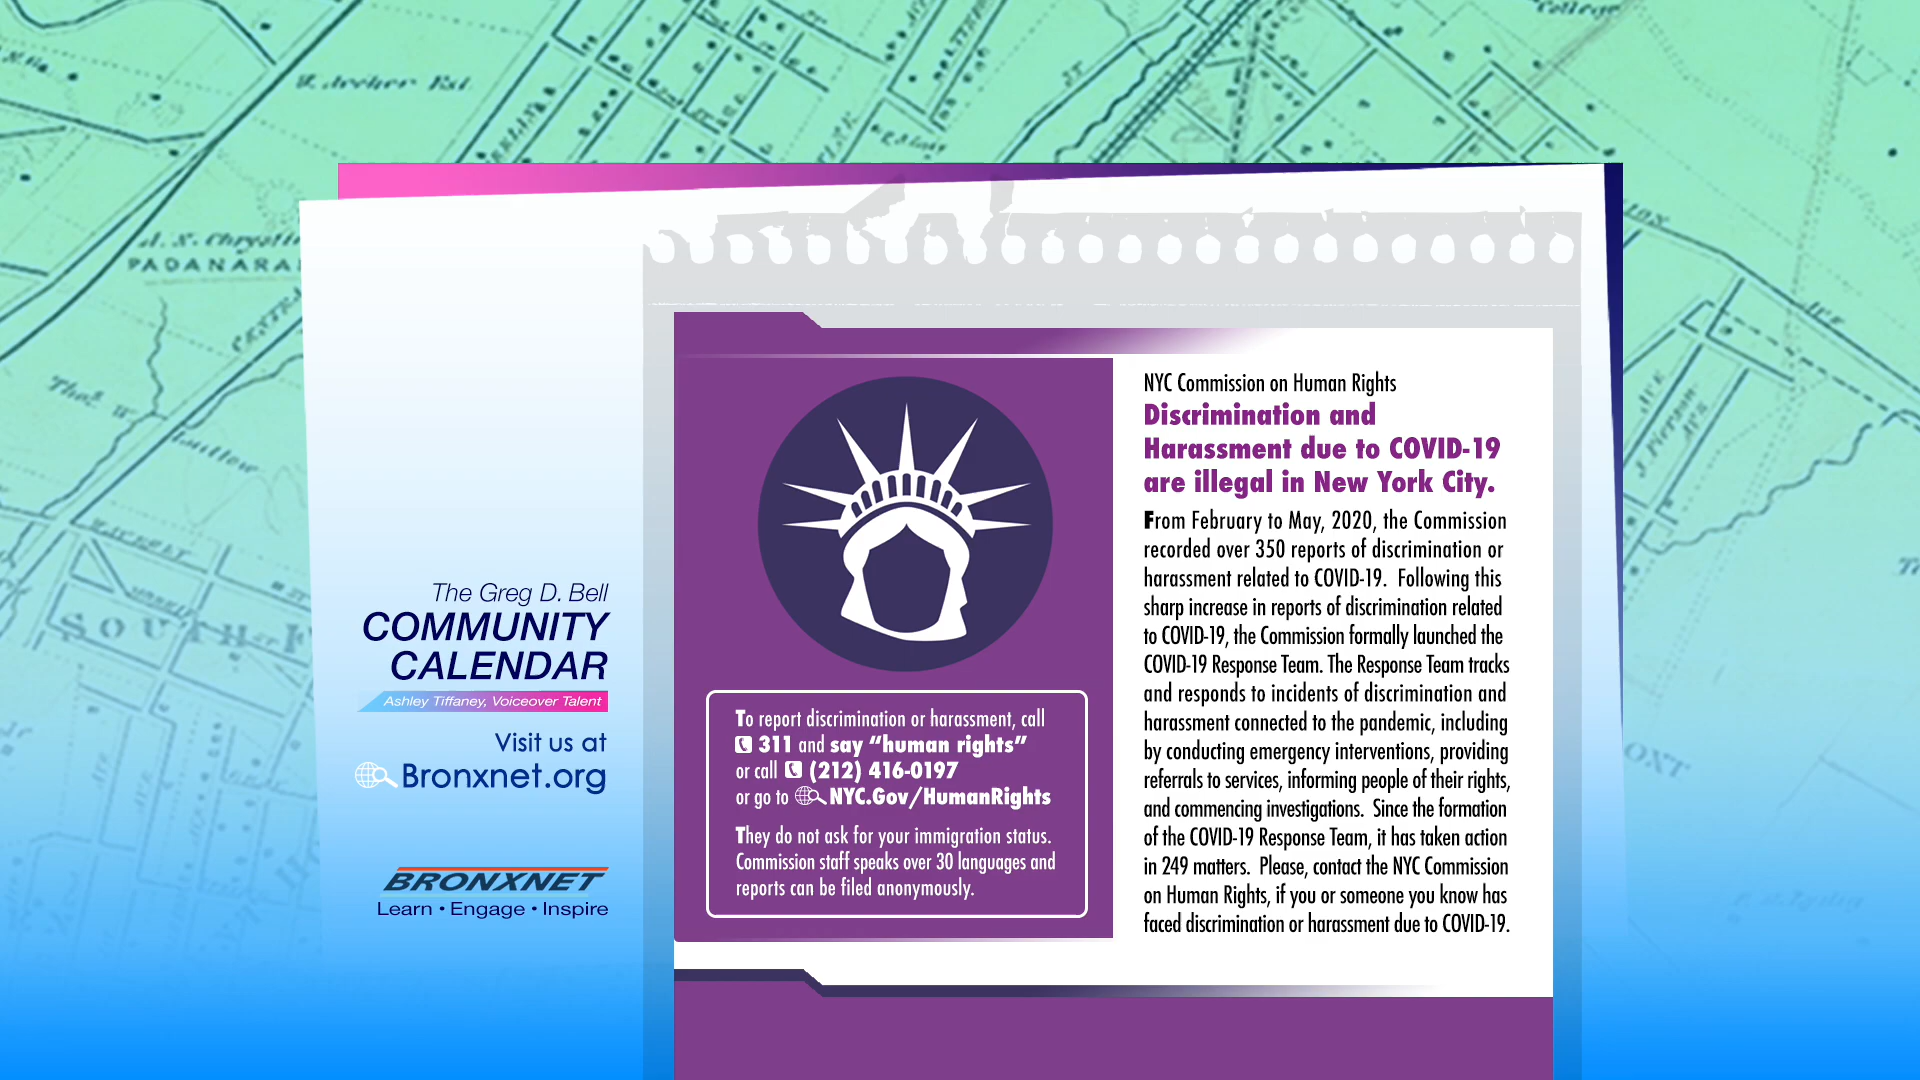 College
PADANARA
The Greg D. Bell
COMMUNITY
CALENDAR
Ashley Tiffaney, Voiceover Talent
Visit us at
Bronxnet.org
BRONXNET
Learn • Engage • Inspire
To report discrimination or harassment, call
311 and say “human rights”
or call (212) 416-0197
or go to NYC.Gov/HumanRights
They do not ask for your immigration status.
Commission staff speaks over 30 languages and
reports can be filed anonymously.
NYC Commission on Human Rights
Discrimination and
Harassment due to COVID-19
are illegal in New York City.
From February to May, 2020, the Commission
recorded over 350 reports of discrimination or
harassment related to COVID-19. Following this
sharp increase in reports of discrimination related
to COVID-19, the Commission formally launched the
COVID-19 Response Team. The Response Team tracks
and responds to incidents of discrimination and
harassment connected to the pandemic, including
by conducting emergency interventions, providing
referrals to services, informing people of their rights,
and commencing investigations. Since the formation
of the COVID-19 Response Team, it has taken action
in 249 matters. Please, contact the NYC Commission
on Human Rights, if you or someone you know has
faced discrimination or harassment due to COVID-19.